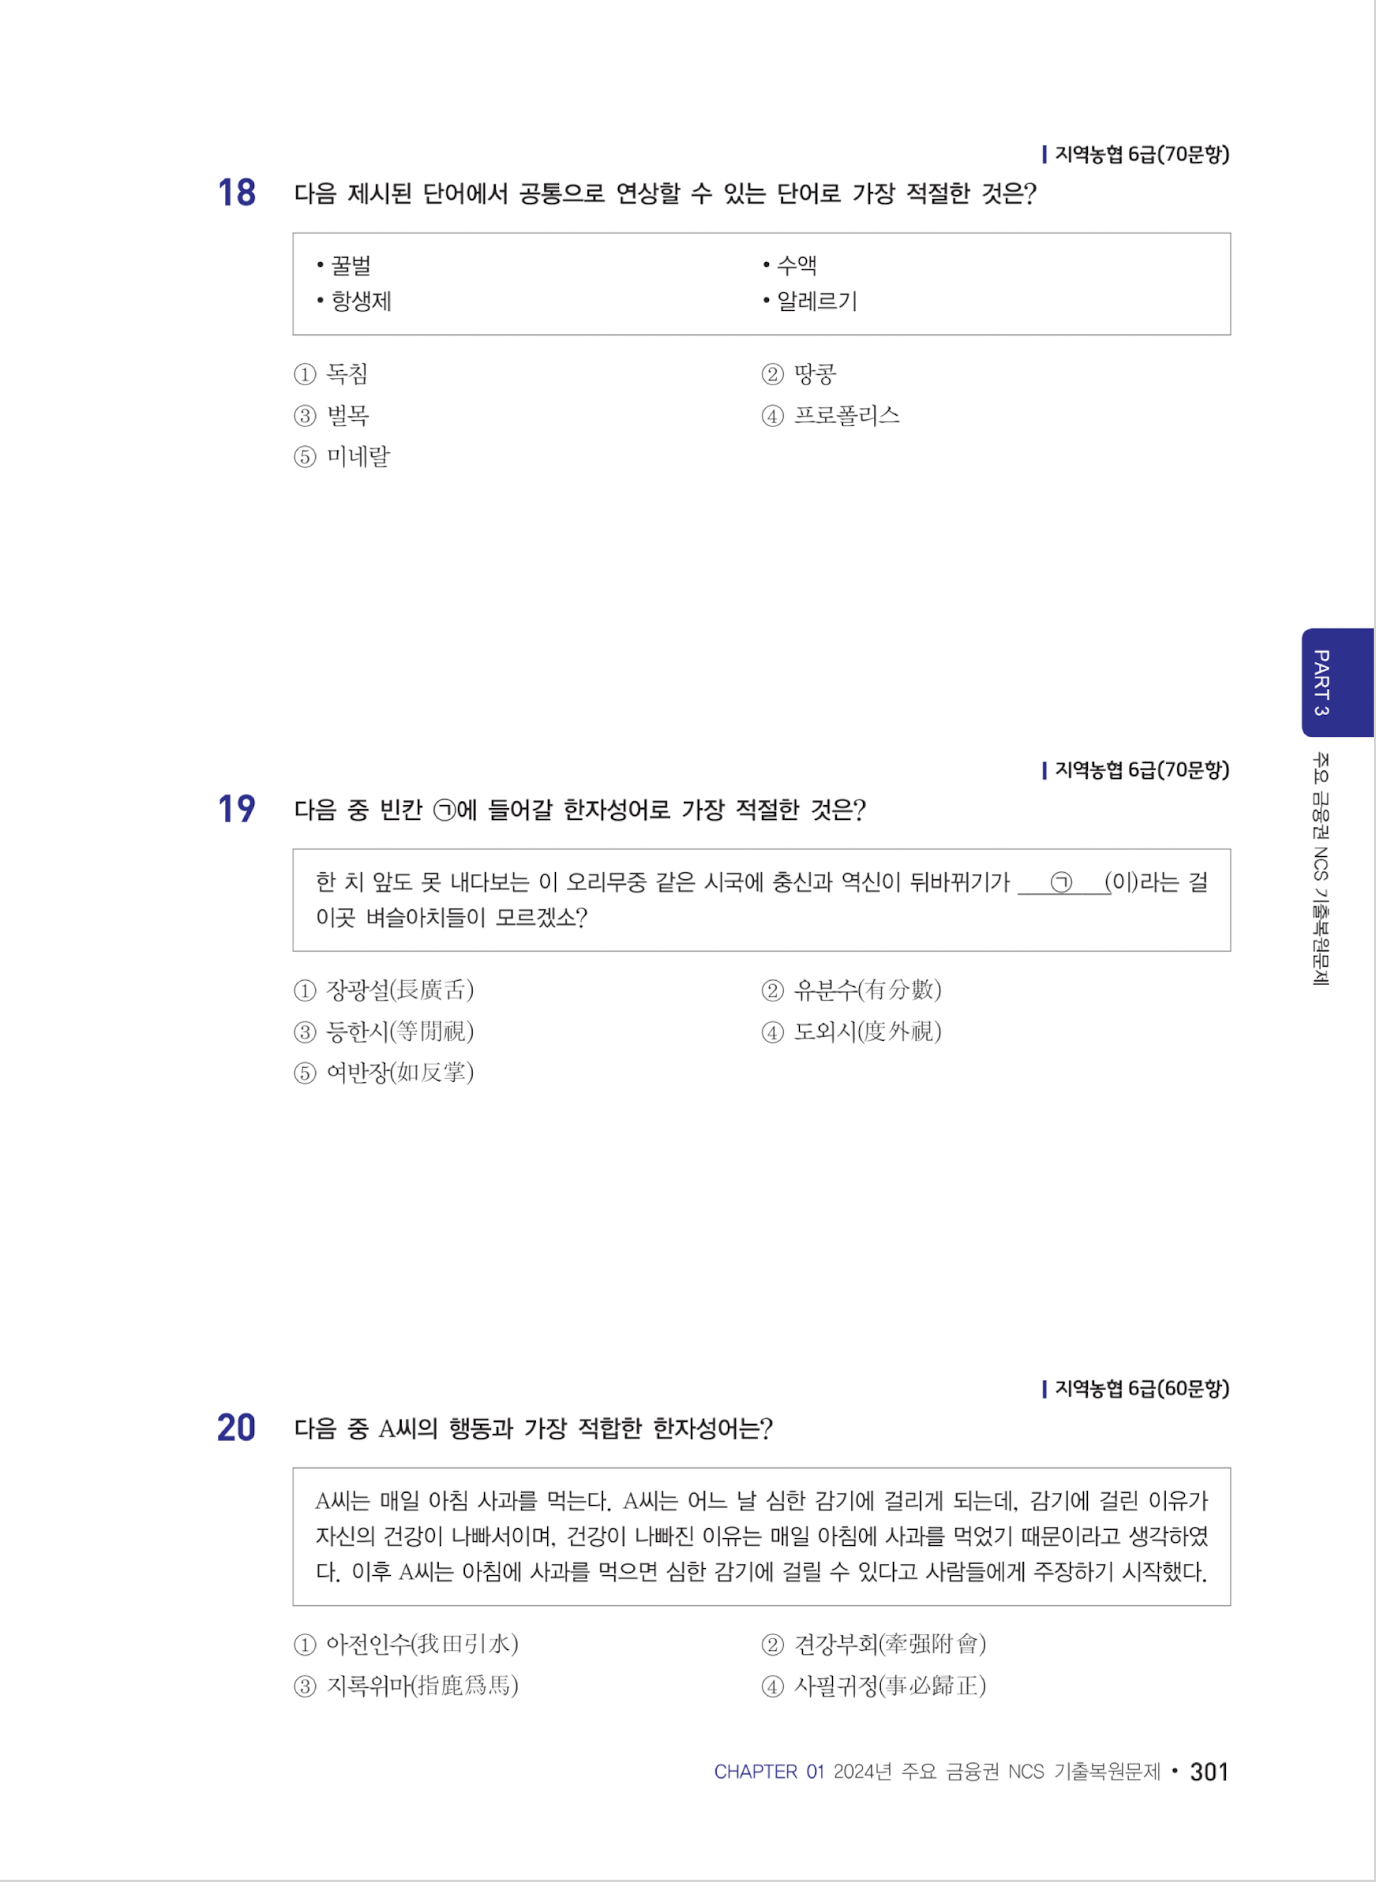 지역농협 6급(70문항)
18 다음 제시된 단어에서 공통으로 연상할 수 있는 단어로 가장 적절한 것은?
• 꿀벌 • 수액
• 항생제 • 알레르기
① 독침 ② 땅콩
③ 벌목 ④ 프로폴리스
⑤ 미네랄
PART 3
주요 금융권 NCS 기출복원문제
지역농협 6급(70문항)
19 다음 중 빈칸 ㉠에 들어갈 한자성어로 가장 적절한 것은?
한 치 앞도 못 내다보는 이 오리무중 같은 시국에 충신과 역신이 뒤바뀌기가 ㉠ (이)라는 걸
이곳 벼슬아치들이 모르겠소?
① 장광설(長廣舌) ② 유분수(有分數)
③ 등한시(等閒視) ④ 도외시(度外視)
⑤ 여반장(如反掌)
지역농협 6급(60문항)
20 다음 중 A씨의 행동과 가장 적합한 한자성어는?
A씨는 매일 아침 사과를 먹는다. A씨는 어느 날 심한 감기에 걸리게 되는데, 감기에 걸린 이유가
자신의 건강이 나빠서이며, 건강이 나빠진 이유는 매일 아침에 사과를 먹었기 때문이라고 생각하였
다. 이후 A씨는 아침에 사과를 먹으면 심한 감기에 걸릴 수 있다고 사람들에게 주장하기 시작했다.
① 아전인수(我田引水) ② 견강부회(牽强附會)
③ 지록위마(指鹿爲馬) ④ 사필귀정(事必歸正)
CHAPTER 01 2024년 주요 금융권 NCS 기출복원문제 • 301